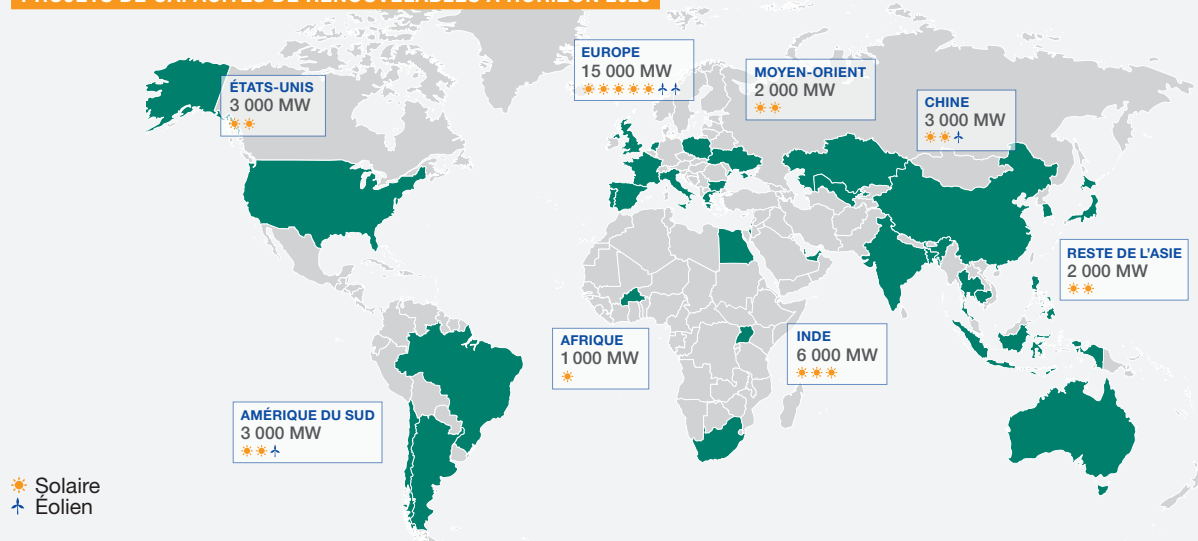 EUROPE
15 000 MW
MOYEN-ORIENT
2 000 MW
ÉTATS-UNIS
3 000 MW
CHINE
3 000 MW
RESTE DE L'ASIE
2 000 MW
AFRIQUE
1 000 MW
INDE
6 000 MW
AMÉRIQUE DU SUD
3 000 MW
Solaire
Éolien